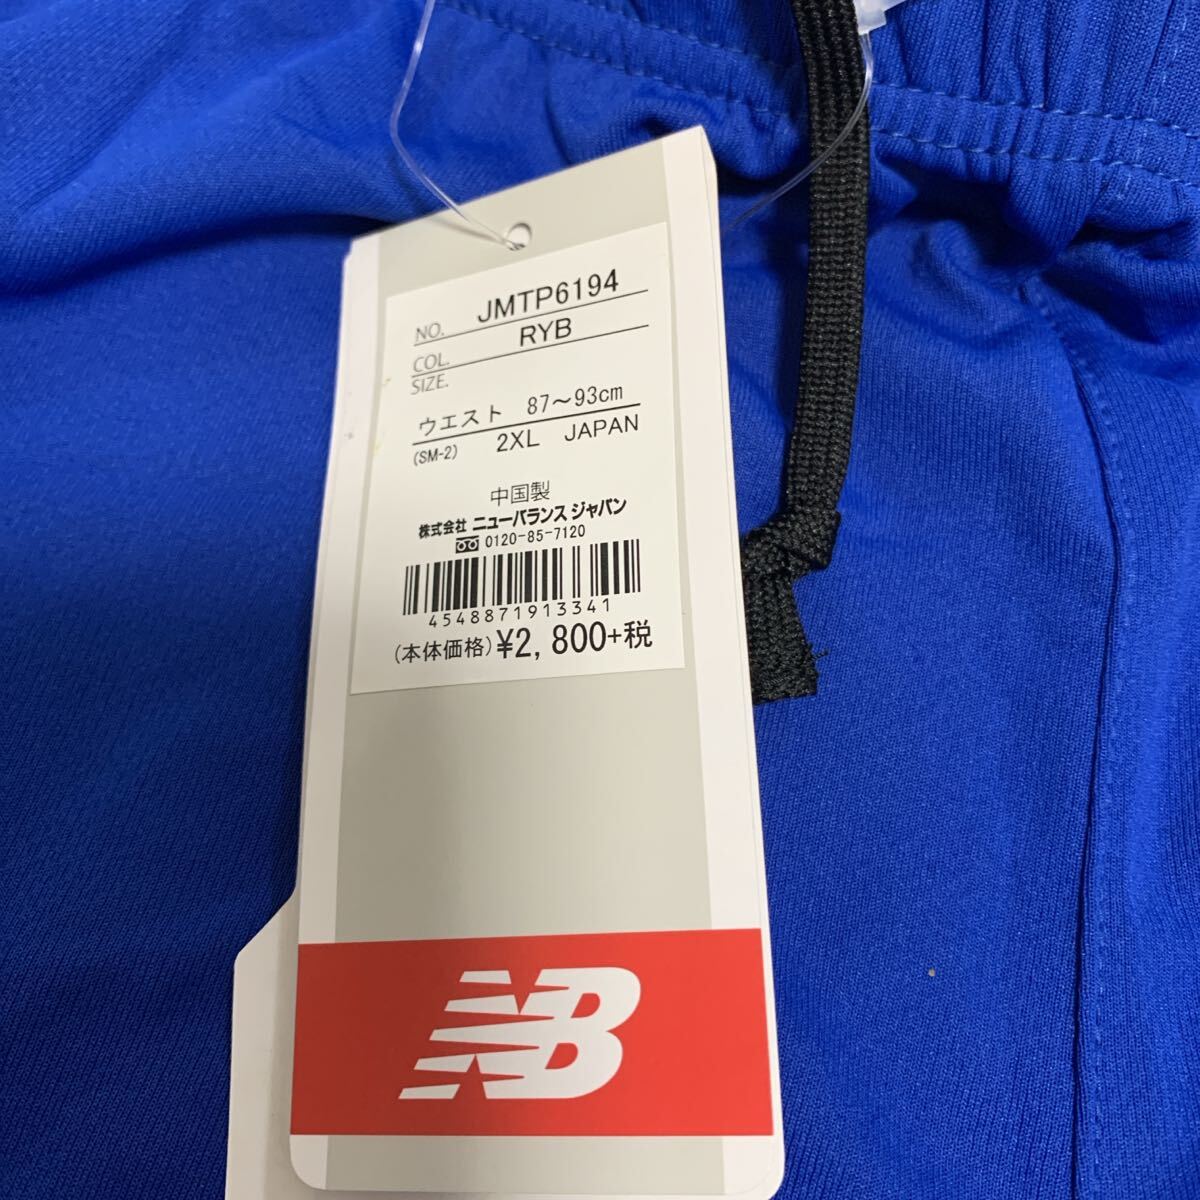 NO. JMTP6194
COL. RYB
SIZE.
ウエスト 87〜93cm
(SM-2) 2XL JAPAN
中国製
株式会社 ニューバランス ジャパン
0120-85-7120
4548871913341
(本体価格)¥2,800+税
NB